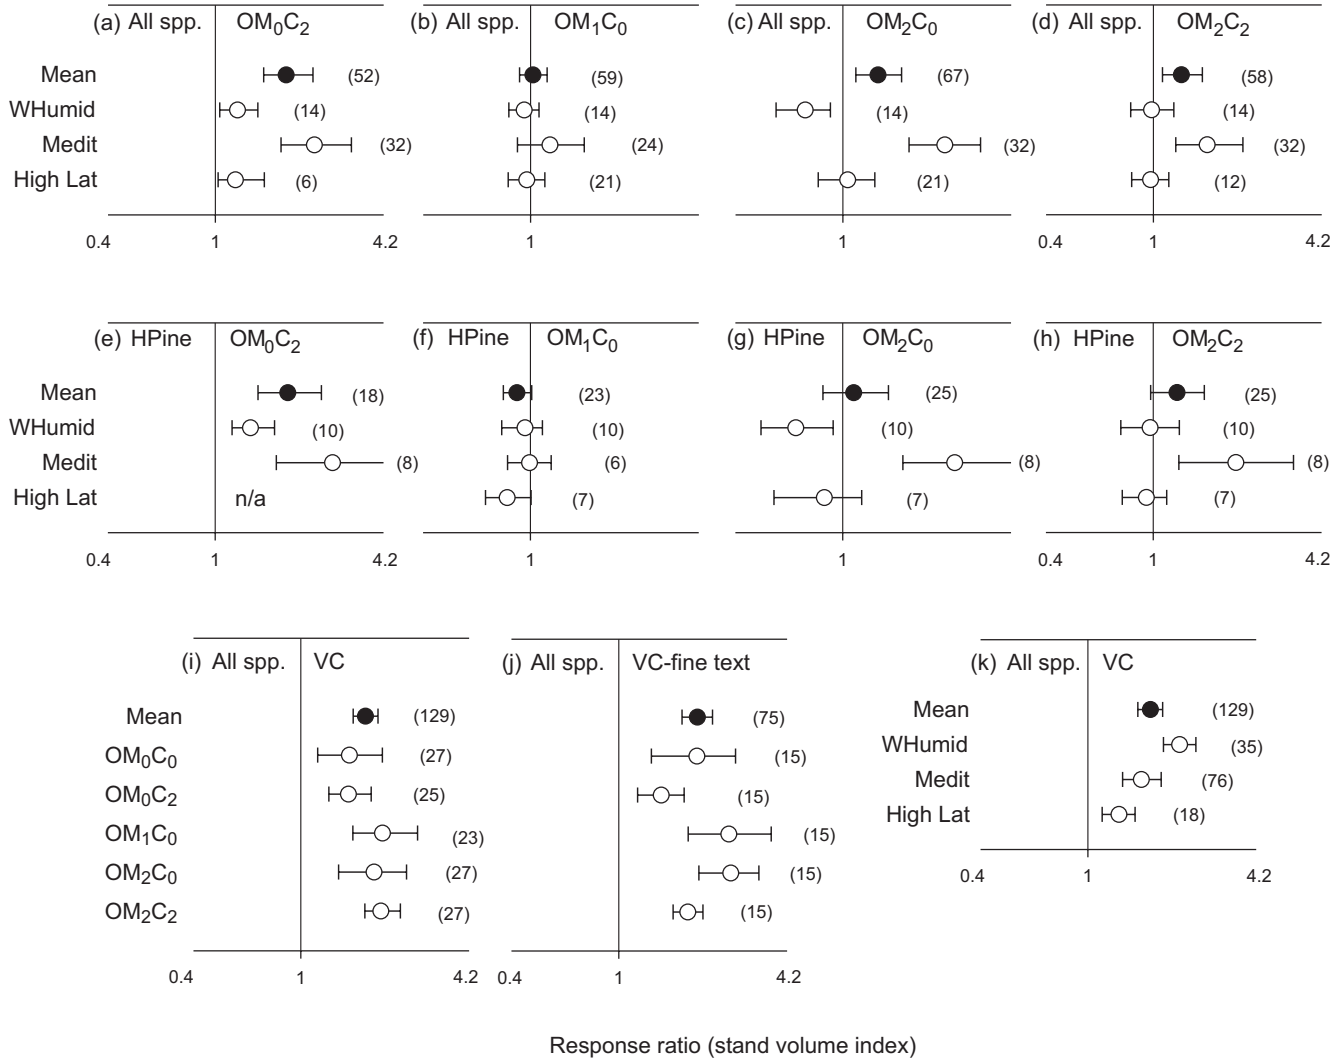 (a) All spp. OM₀C₂ (b) All spp. OM₁C₀ (c) All spp. OM₂C₀ (d) All spp. OM₂C₂
Mean (52) (59) (67) (58)
WHumid (14) (14) (14) (14)
Medit (32) (24) (32) (32)
High Lat (6) (21) (21) (12)
0.4 1 4.2 1 1 0.4 1 4.2
(e) HPine OM₀C₂ (f) HPine OM₁C₀ (g) HPine OM₂C₀ (h) HPine OM₂C₂
Mean (18) (23) (25) (25)
WHumid (10) (10) (10) (10)
Medit (8) (6) (8) (8)
High Lat n/a (7) (7) (7)
0.4 1 4.2 1 1 0.4 1 4.2
(i) All spp. VC (j) All spp. VC-fine text
Mean (129) (75)
OM₀C₀ (27) (15)
OM₀C₂ (25) (15)
OM₁C₀ (23) (15)
OM₂C₀ (27) (15)
OM₂C₂ (27) (15)
0.4 1 4.2 0.4 1 4.2
(k) All spp. VC
Mean (129)
WHumid (35)
Medit (76)
High Lat (18)
0.4 1 4.2
Response ratio (stand volume index)